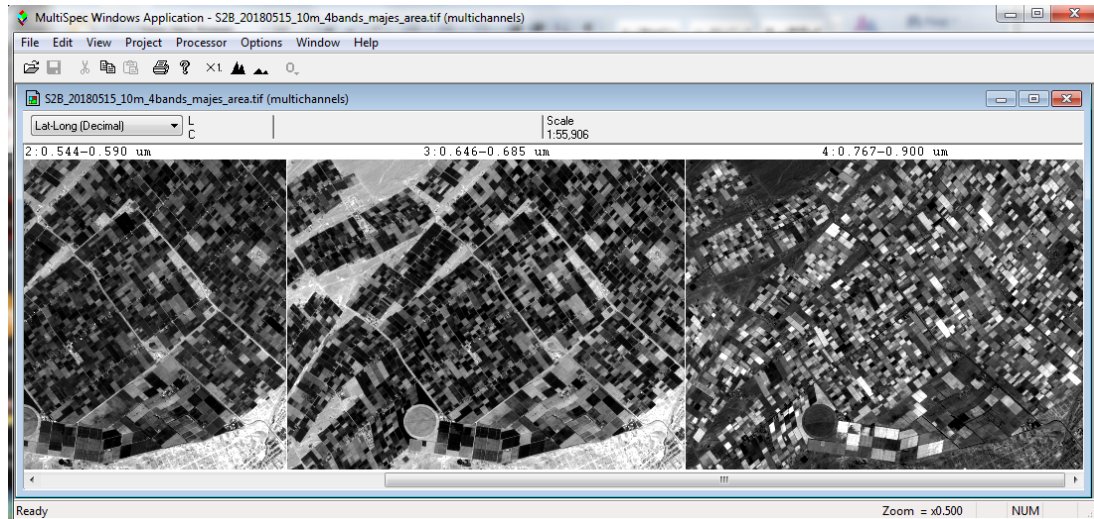 MultiSpec Windows Application - S2B_20180515_10m_4bands_majes_area.tif (multichannels)
File Edit View Project Processor Options Window Help
×1
0
S2B_20180515_10m_4bands_majes_area.tif (multichannels)
Lat-Long (Decimal)
L
C
Scale
1:55,906
2:0.544-0.590 um
3:0.646-0.685 um
4:0.767-0.900 um
Ready
Zoom = x0.500
NUM